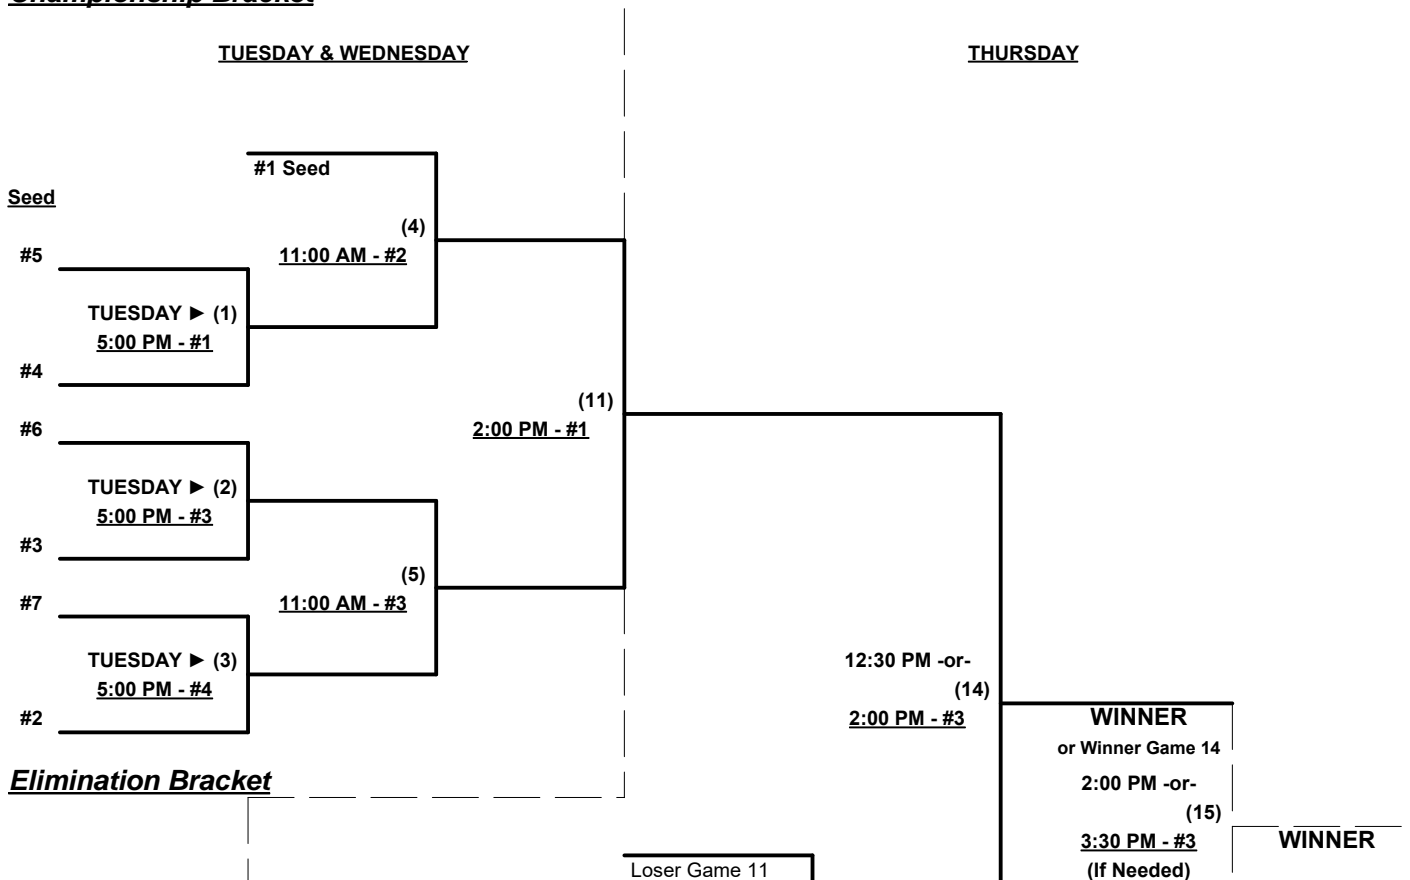 Championship Bracket
TUESDAY & WEDNESDAY
THURSDAY
#1 Seed
Seed
(4)
#5
11:00 AM - #2
TUESDAY ► (1)
5:00 PM - #1
#4
(11)
#6
2:00 PM - #1
TUESDAY ► (2)
5:00 PM - #3
#3
(5)
#7
11:00 AM - #3
TUESDAY ► (3)
12:30 PM -or-
5:00 PM - #4
(14)
#2
2:00 PM - #3
WINNER
or Winner Game 14
Elimination Bracket
2:00 PM -or-
(15)
3:30 PM - #3
WINNER
Loser Game 11
(If Needed)